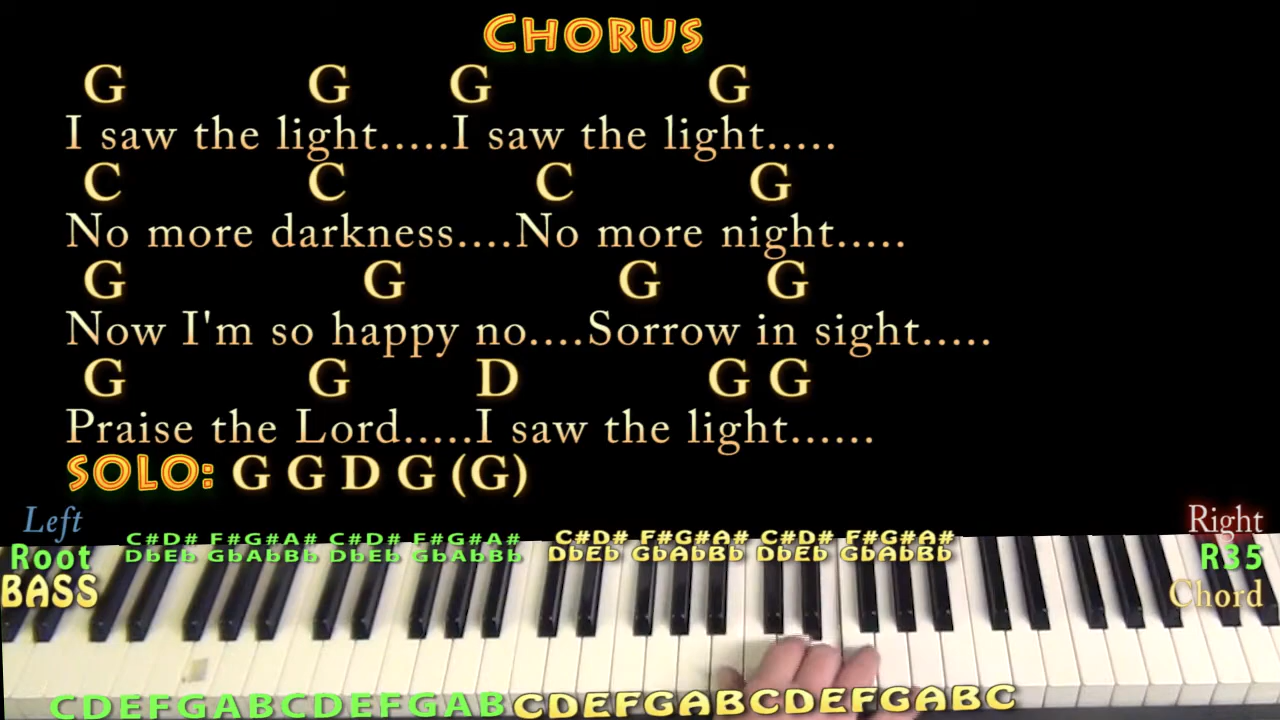 CHORUS
G G G G
I saw the light.....I saw the light.....
C C C G
No more darkness....No more night.....
G G G G
Now I'm so happy no....Sorrow in sight.....
G G D G G
Praise the Lord.....I saw the light......
SOLO: G G D G (G)
Left Right
Root R35
BASS Chord
C#D# F#G#A# C#D# F#G#A# C#D# F#G#A# C#D# F#G#A#
DbEb GbAbBb DbEb GbAbBb DbEb GbAbBb DbEb GbAbBb
CDEFGABCDEFGAB CDEFGABCDEFGABC